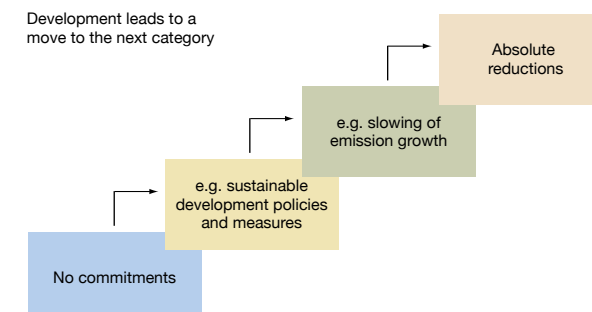 Development leads to a
move to the next category
Absolute
reductions
e.g. slowing of
emission growth
e.g. sustainable
development policies
and measures
No commitments